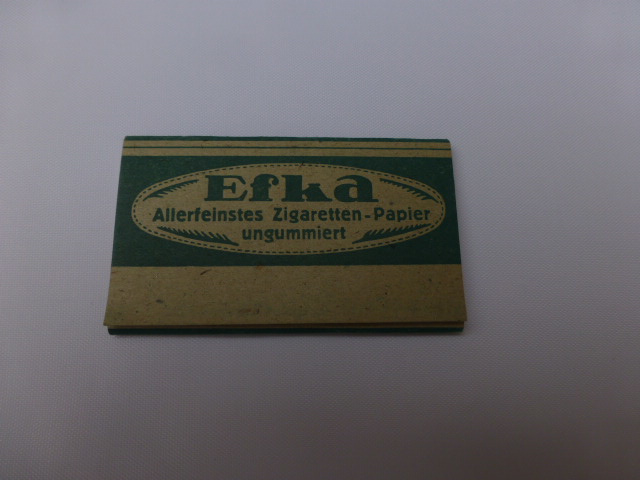 Efka
Allerfeinstes Zigaretten-Papier
ungummiert